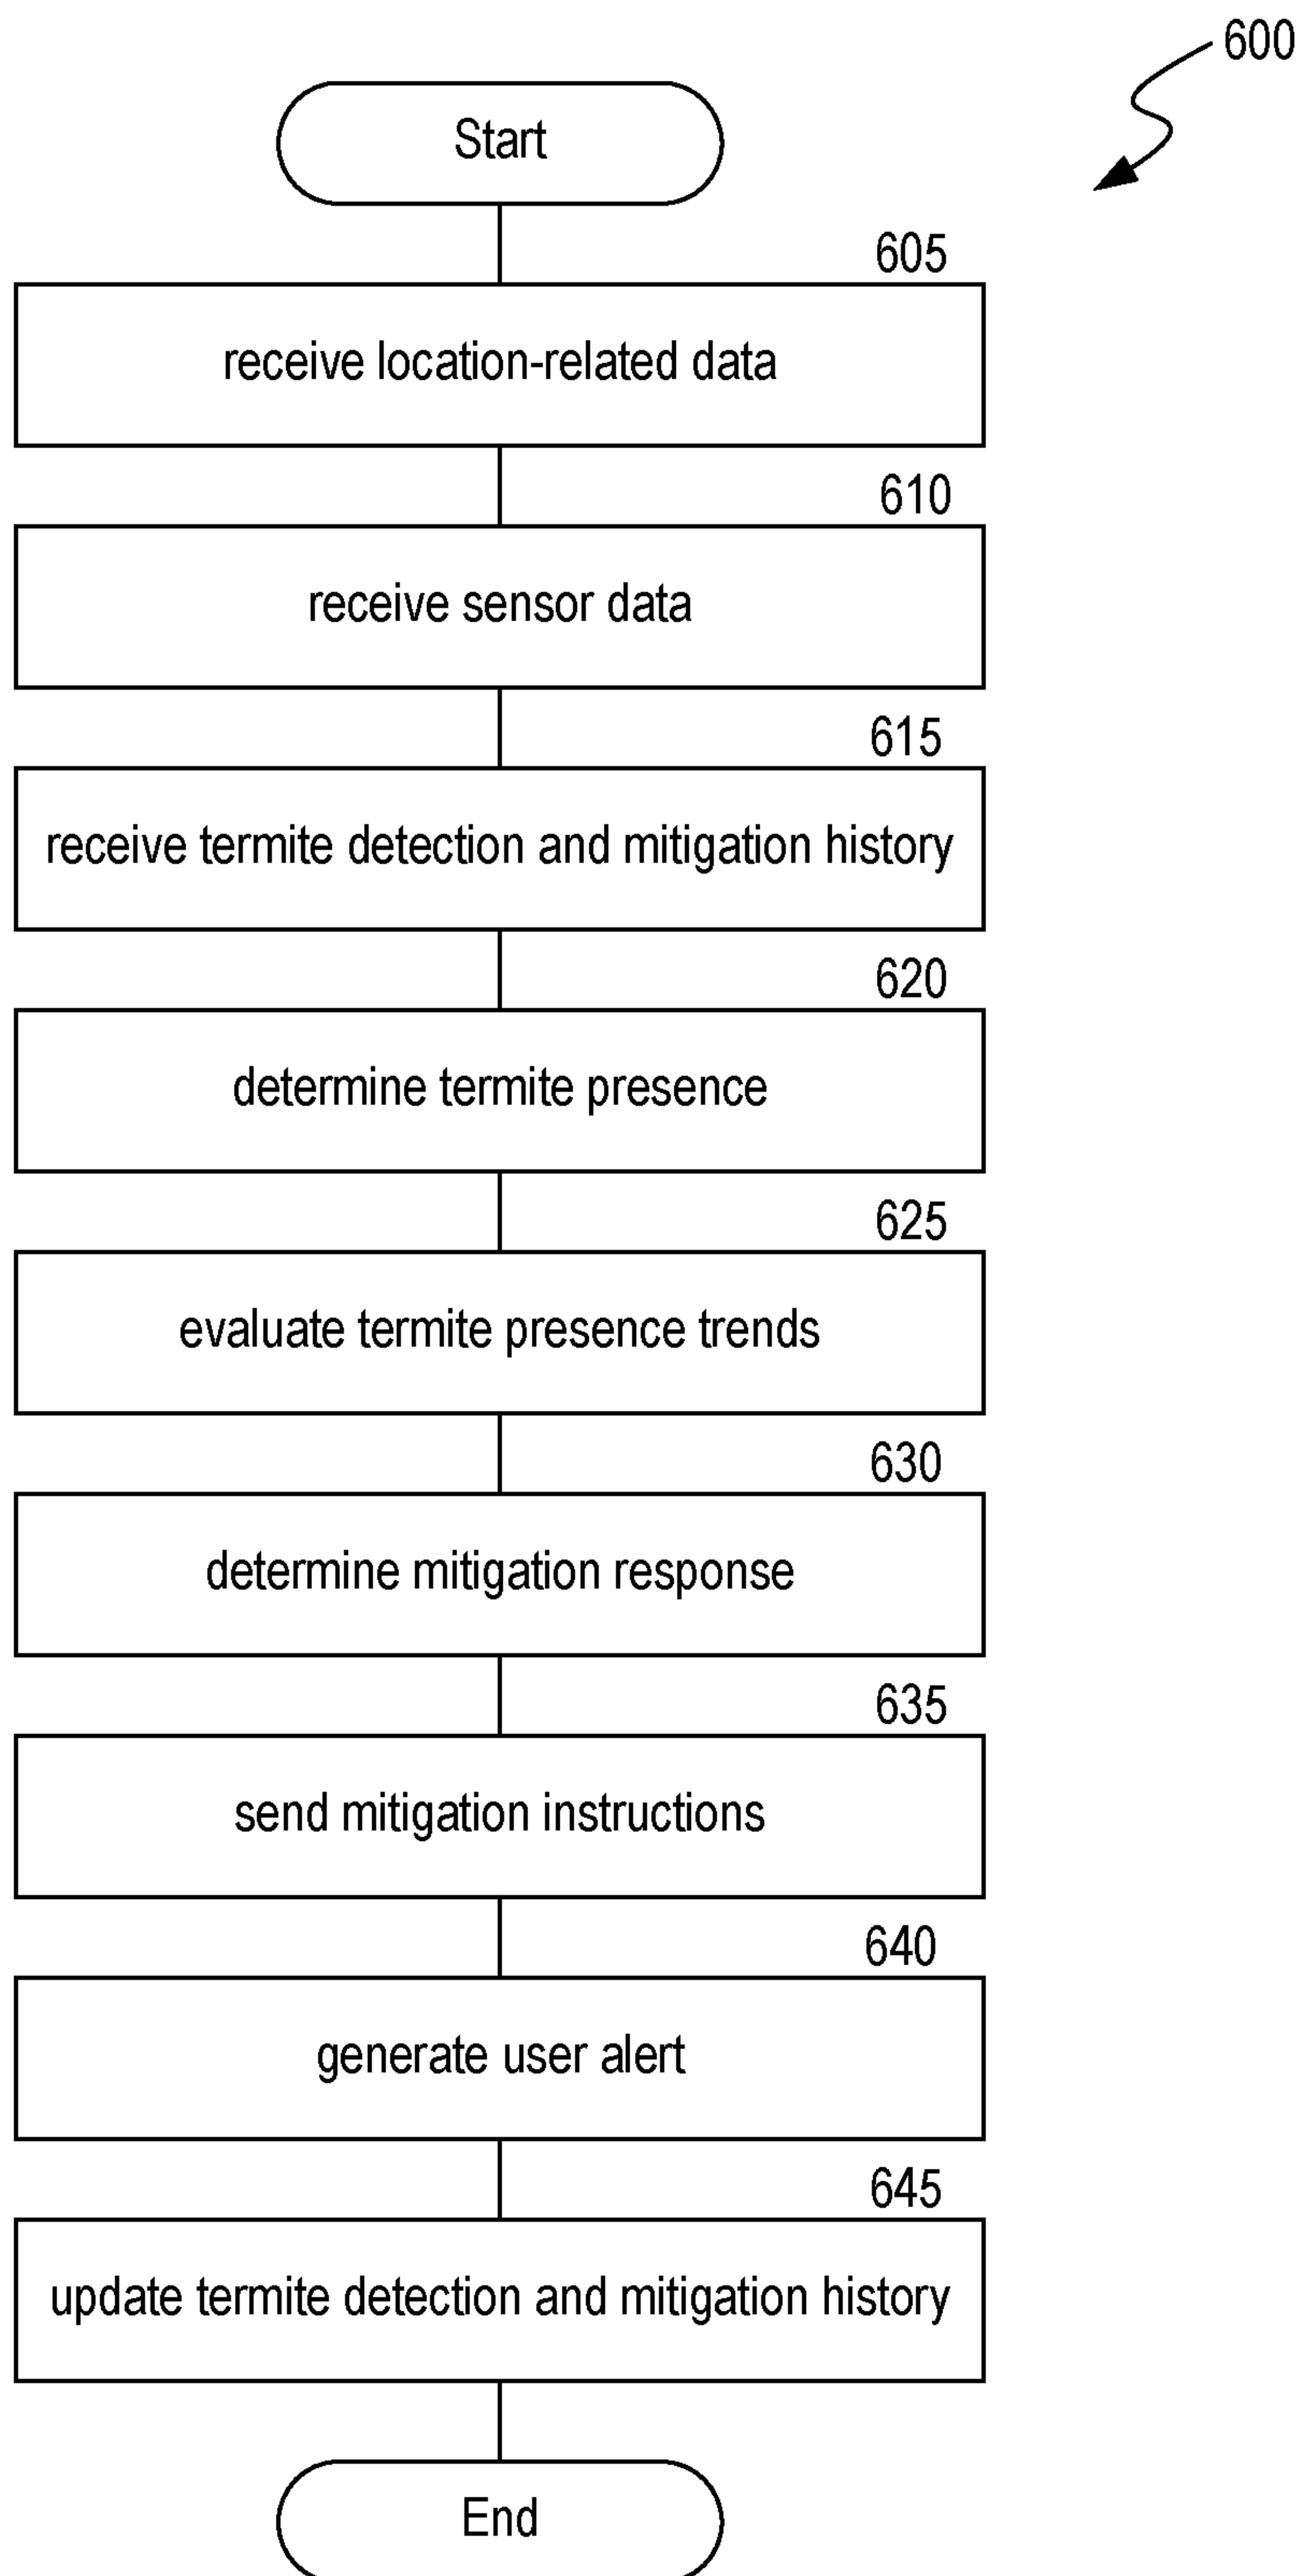 600
Start
605
receive location-related data
610
receive sensor data
615
receive termite detection and mitigation history
620
determine termite presence
625
evaluate termite presence trends
630
determine mitigation response
635
send mitigation instructions
640
generate user alert
645
update termite detection and mitigation history
End